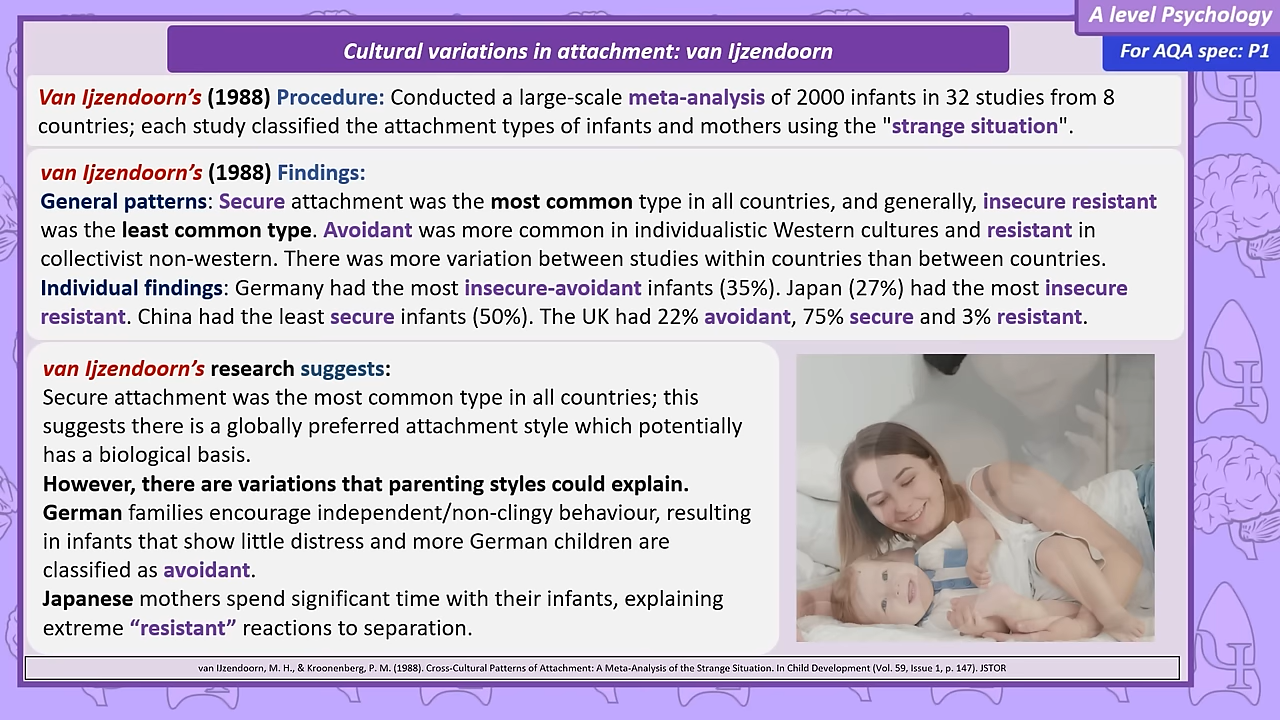 A level Psychology
For AQA spec: P1
Cultural variations in attachment: van Ijzendoorn
Van Ijzendoorn's (1988) Procedure: Conducted a large-scale meta-analysis of 2000 infants in 32 studies from 8
countries; each study classified the attachment types of infants and mothers using the "strange situation".
van Ijzendoorn's (1988) Findings:
General patterns: Secure attachment was the most common type in all countries, and generally, insecure resistant
was the least common type. Avoidant was more common in individualistic Western cultures and resistant in
collectivist non-western. There was more variation between studies within countries than between countries.
Individual findings: Germany had the most insecure-avoidant infants (35%). Japan (27%) had the most insecure
resistant. China had the least secure infants (50%). The UK had 22% avoidant, 75% secure and 3% resistant.
van Ijzendoorn's research suggests:
Secure attachment was the most common type in all countries; this
suggests there is a globally preferred attachment style which potentially
has a biological basis.
However, there are variations that parenting styles could explain.
German families encourage independent/non-clingy behaviour, resulting
in infants that show little distress and more German children are
classified as avoidant.
Japanese mothers spend significant time with their infants, explaining
extreme “resistant” reactions to separation.
van IJzendoorn, M. H., & Kroonenberg, P. M. (1988). Cross-Cultural Patterns of Attachment: A Meta-Analysis of the Strange Situation. In Child Development (Vol. 59, Issue 1, p. 147). JSTOR